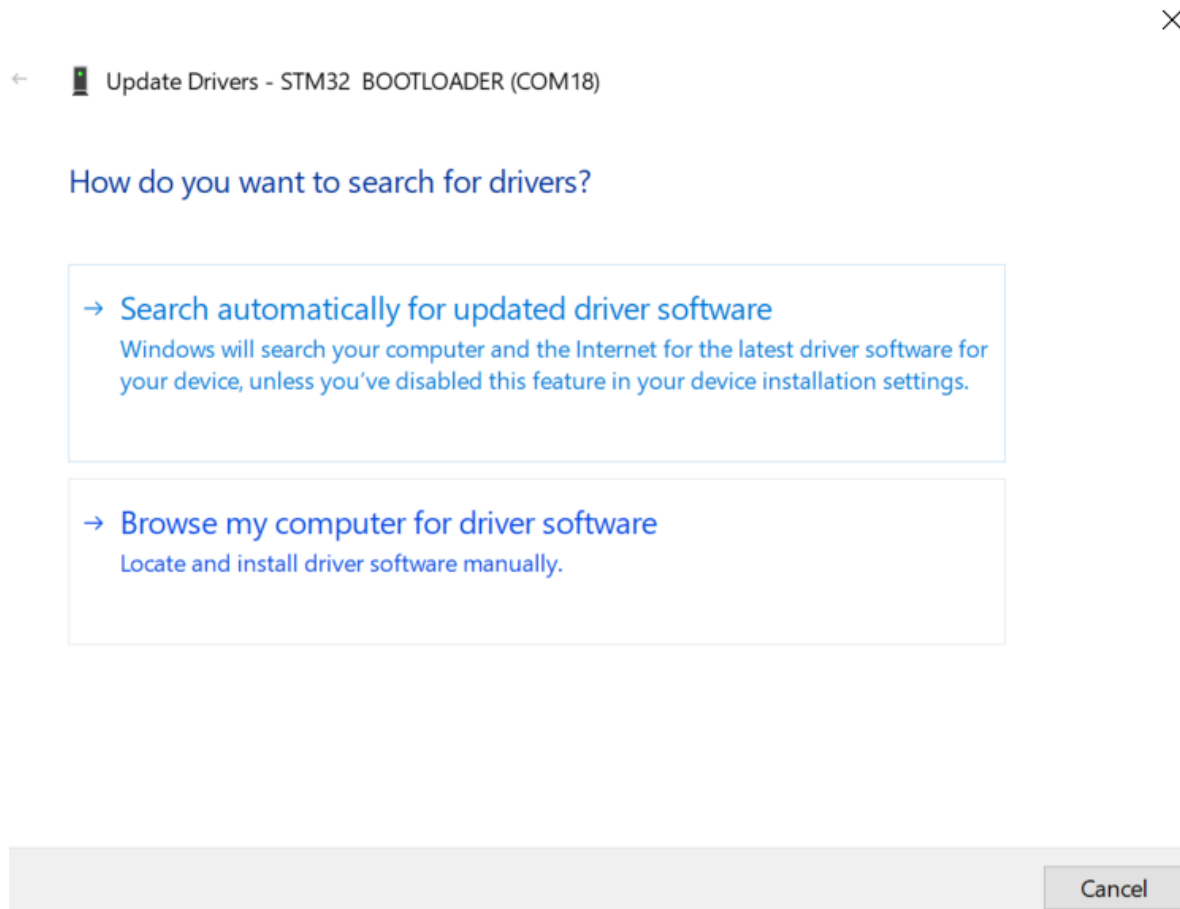 Update Drivers - STM32  BOOTLOADER (COM18)
How do you want to search for drivers?
Search automatically for updated driver software
Windows will search your computer and the Internet for the latest driver software for
your device, unless you’ve disabled this feature in your device installation settings.
Browse my computer for driver software
Locate and install driver software manually.
Cancel